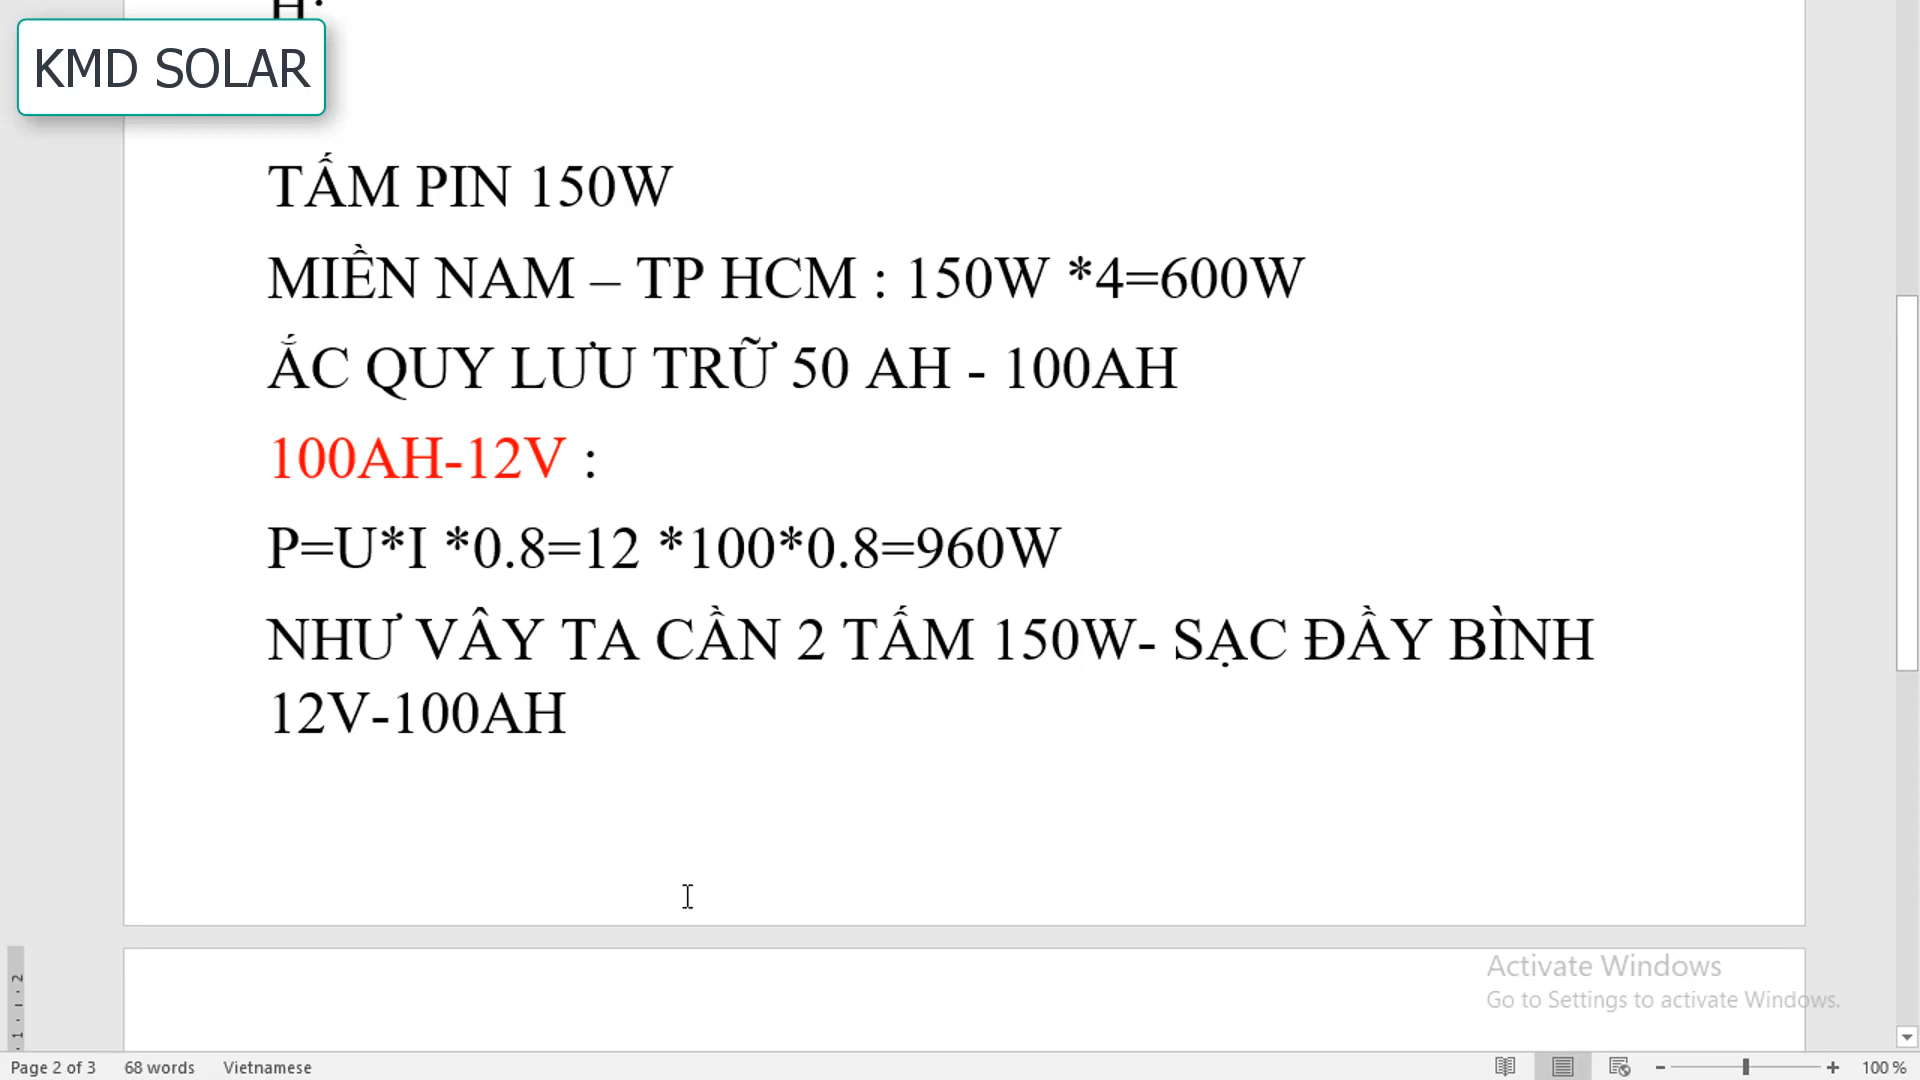 H:
KMD SOLAR
TẤM PIN 150W
MIỀN NAM – TP HCM : 150W *4=600W
ẮC QUY LƯU TRỮ 50 AH - 100AH
100AH-12V :
P=U*I *0.8=12 *100*0.8=960W
NHƯ VÂY TA CẦN 2 TẤM 150W- SẠC ĐẦY BÌNH
12V-100AH
Activate Windows
Go to Settings to activate Windows.
2
1
Page 2 of 3 68 words Vietnamese 100 %